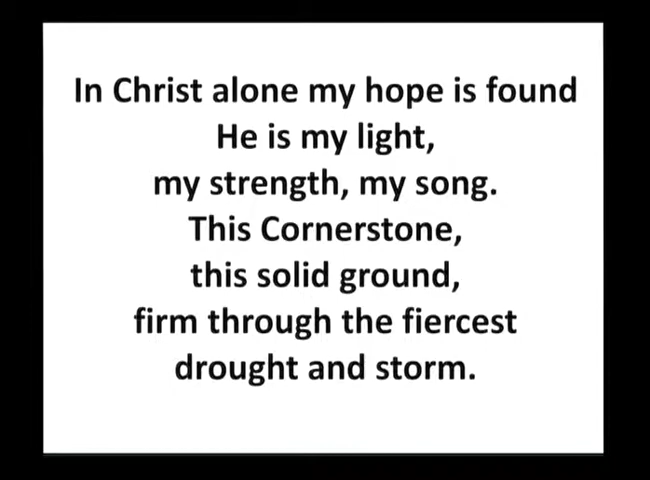 In Christ alone my hope is found
He is my light,
my strength, my song.
This Cornerstone,
this solid ground,
firm through the fiercest
drought and storm.